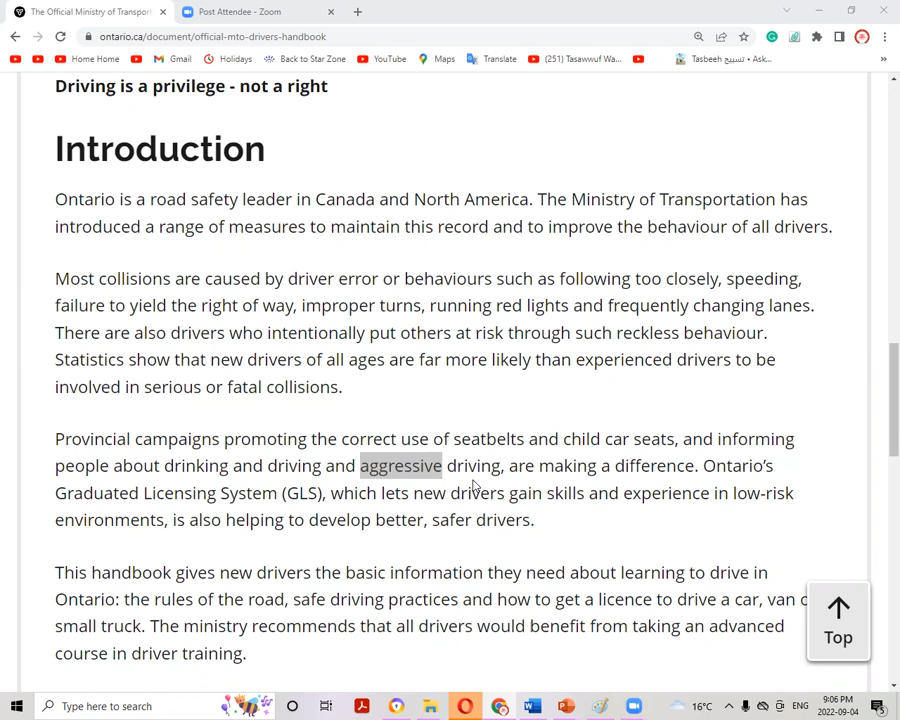 The Official Ministry of Transport
Post Attendee - Zoom
ontario.ca/document/official-mto-drivers-handbook
Home Home
Gmail
Holidays
Back to Star Zone
YouTube
Maps
Translate
(251) Tasawwuf Wa...
Tasbeeh تسبيح • Ask...
Driving is a privilege - not a right
Introduction
Ontario is a road safety leader in Canada and North America. The Ministry of Transportation has
introduced a range of measures to maintain this record and to improve the behaviour of all drivers.
Most collisions are caused by driver error or behaviours such as following too closely, speeding,
failure to yield the right of way, improper turns, running red lights and frequently changing lanes.
There are also drivers who intentionally put others at risk through such reckless behaviour.
Statistics show that new drivers of all ages are far more likely than experienced drivers to be
involved in serious or fatal collisions.
Provincial campaigns promoting the correct use of seatbelts and child car seats, and informing
people about drinking and driving and aggressive driving, are making a difference. Ontario's
Graduated Licensing System (GLS), which lets new drivers gain skills and experience in low-risk
environments, is also helping to develop better, safer drivers.
This handbook gives new drivers the basic information they need about learning to drive in
Ontario: the rules of the road, safe driving practices and how to get a licence to drive a car, van o
small truck. The ministry recommends that all drivers would benefit from taking an advanced
course in driver training.
Top
Type here to search
16°C
ENG
9:06 PM
2022-09-04
5